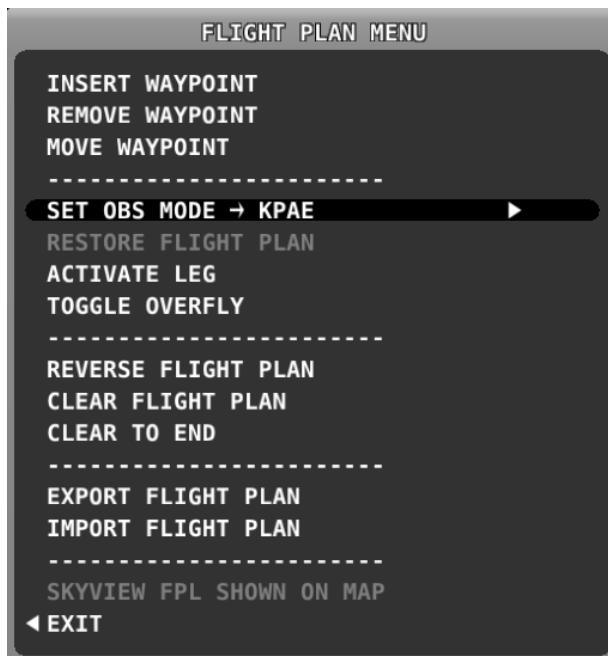 FLIGHT PLAN MENU
INSERT WAYPOINT
REMOVE WAYPOINT
MOVE WAYPOINT
------------------------
SET OBS MODE → KPAE ▶
RESTORE FLIGHT PLAN
ACTIVATE LEG
TOGGLE OVERFLY
------------------------
REVERSE FLIGHT PLAN
CLEAR FLIGHT PLAN
CLEAR TO END
------------------------
EXPORT FLIGHT PLAN
IMPORT FLIGHT PLAN
------------------------
SKYVIEW FPL SHOWN ON MAP
◀ EXIT